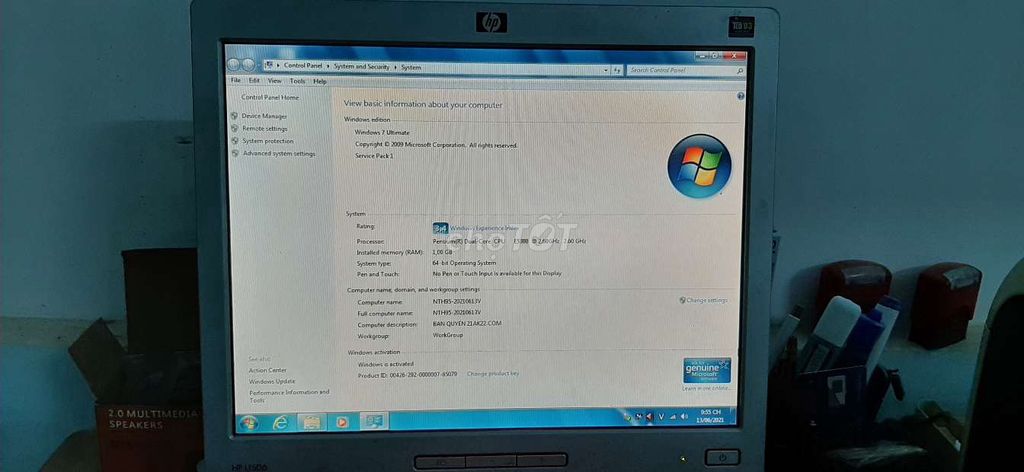 hp
TCO 03
Control Panel
System and Security
System
Search Control Panel
File Edit View Tools Help
Control Panel Home
Device Manager
Remote settings
System protection
Advanced system settings
View basic information about your computer
Windows edition
Windows 7 Ultimate
Copyright © 2009 Microsoft Corporation. All rights reserved.
Service Pack 1
System
Rating:
3,4 Windows Experience Index
Processor:
Pentium(R) Dual-Core CPU @ 2.60GHz 2.60 GHz
Installed memory (RAM):
1,00 GB
System type:
64-bit Operating System
Pen and Touch:
No Pen or Touch Input is available for this Display
chợTỐT
Computer name, domain, and workgroup settings
Computer name:
NTH95-20210613V
Change settings
Full computer name:
NTH95-20210613V
Computer description:
BAN QUYEN ZIAK22.COM
Workgroup:
WorkGroup
Windows activation
Windows is activated
Product ID: 00426-292-0000007-85079
Change product key
genuine
Microsoft
software
Learn more online...
See also
Action Center
Windows Update
Performance Information and
Tools
V
9:55 CH
13/06/2021
2.0 MULTIMEDIA
SPEAKERS
HP L1506